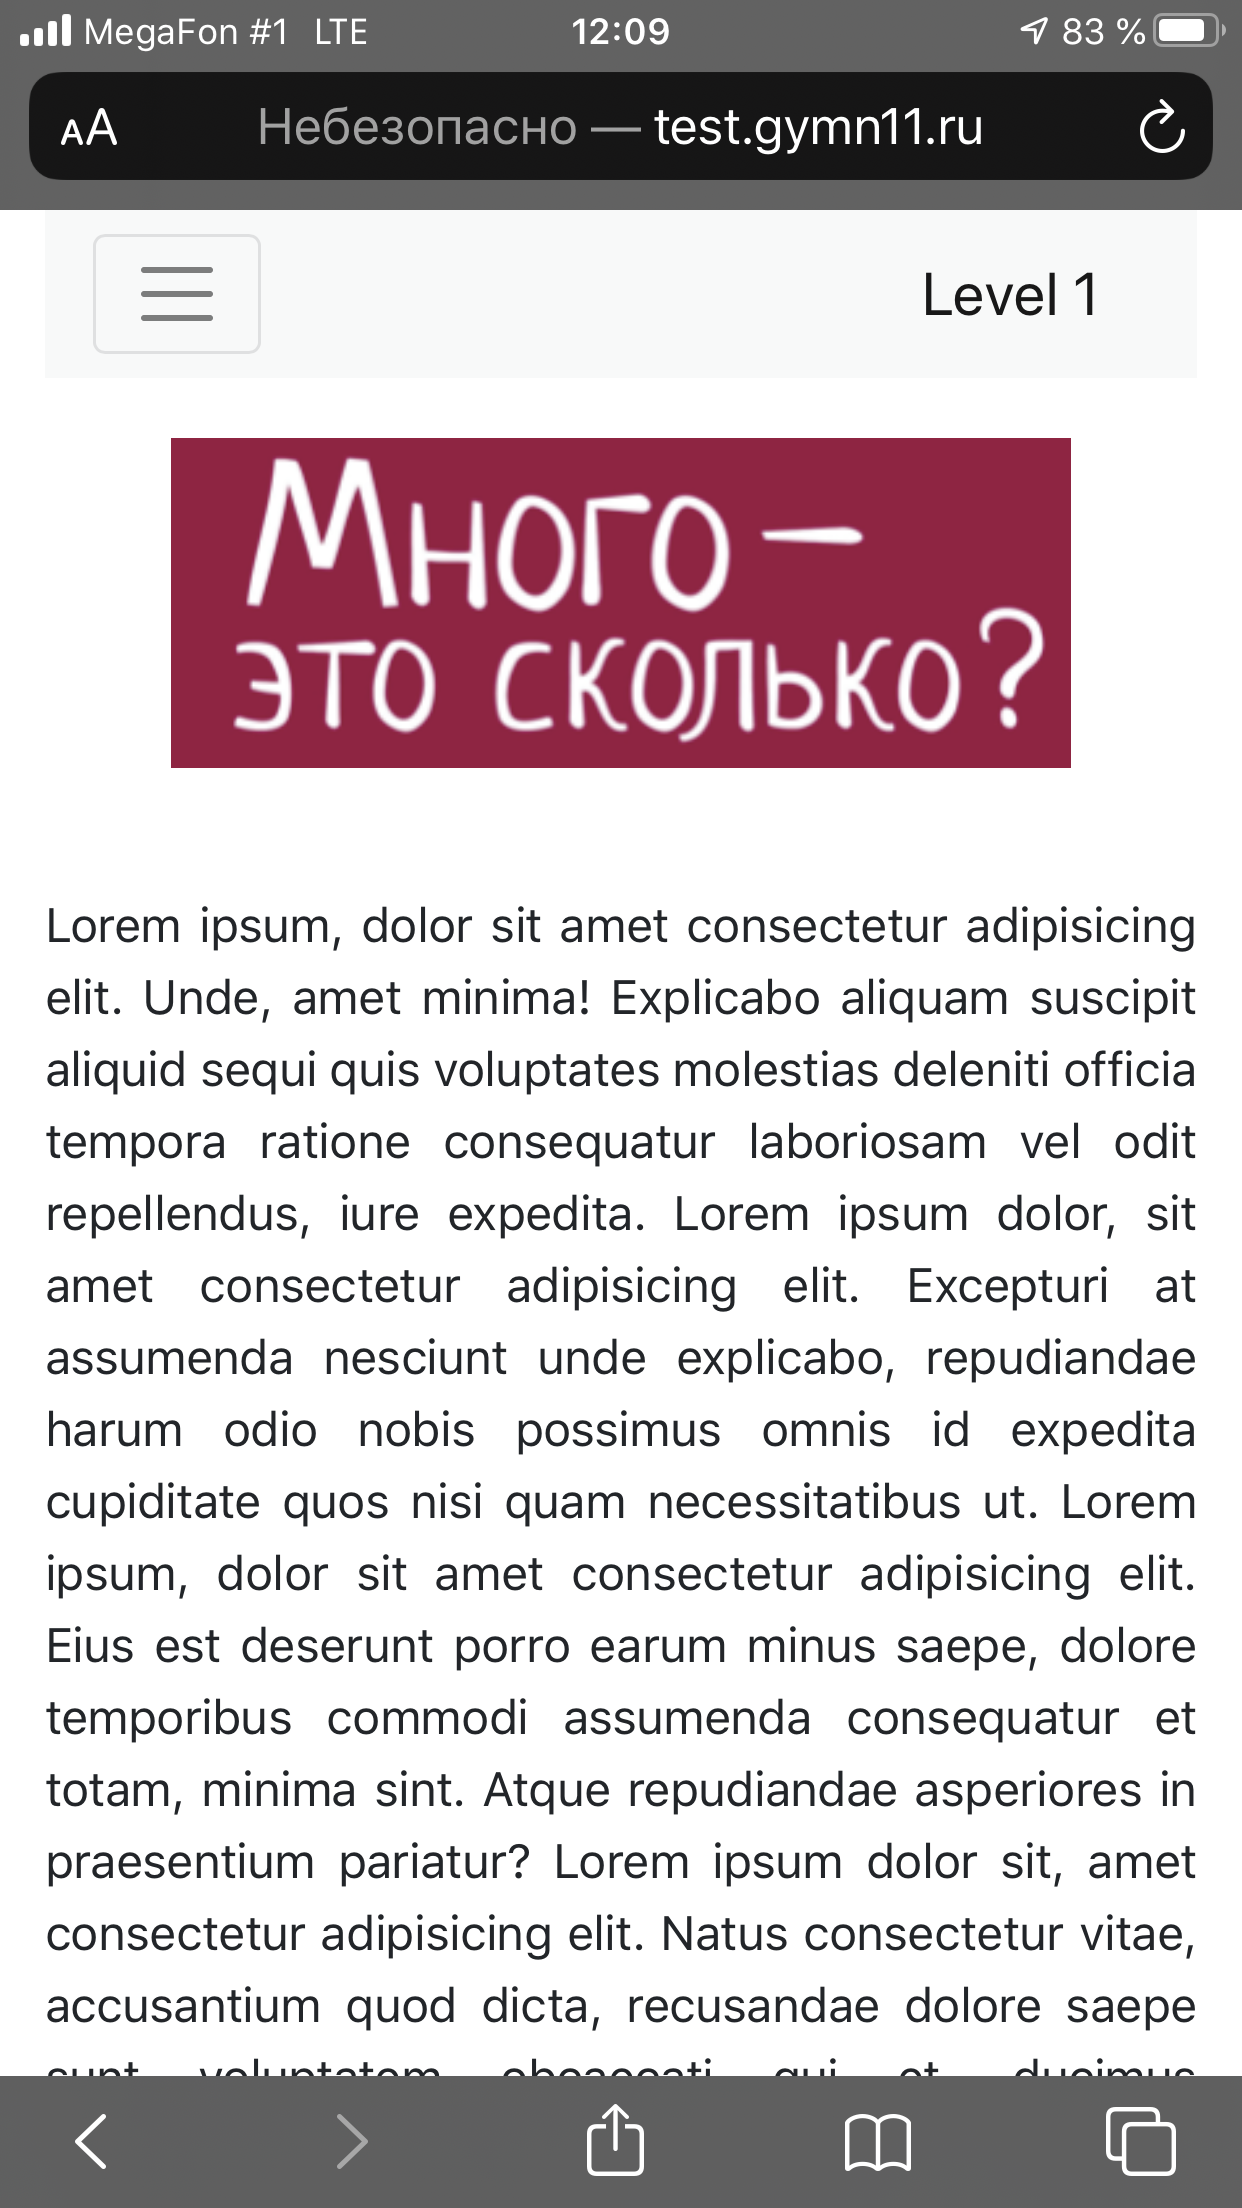 MegaFon #1 LTE 12:09 83 %
AA Небезопасно — test.gymn11.ru
Level 1
Много –
это сколько?
Lorem ipsum, dolor sit amet consectetur adipisicing
elit. Unde, amet minima! Explicabo aliquam suscipit
aliquid sequi quis voluptates molestias deleniti officia
tempora ratione consequatur laboriosam vel odit
repellendus, iure expedita. Lorem ipsum dolor, sit
amet consectetur adipisicing elit. Excepturi at
assumenda nesciunt unde explicabo, repudiandae
harum odio nobis possimus omnis id expedita
cupiditate quos nisi quam necessitatibus ut. Lorem
ipsum, dolor sit amet consectetur adipisicing elit.
Eius est deserunt porro earum minus saepe, dolore
temporibus commodi assumenda consequatur et
totam, minima sint. Atque repudiandae asperiores in
praesentium pariatur? Lorem ipsum dolor sit, amet
consectetur adipisicing elit. Natus consectetur vitae,
accusantium quod dicta, recusandae dolore saepe
sunt voluptatem obcaecati qui et ducimus